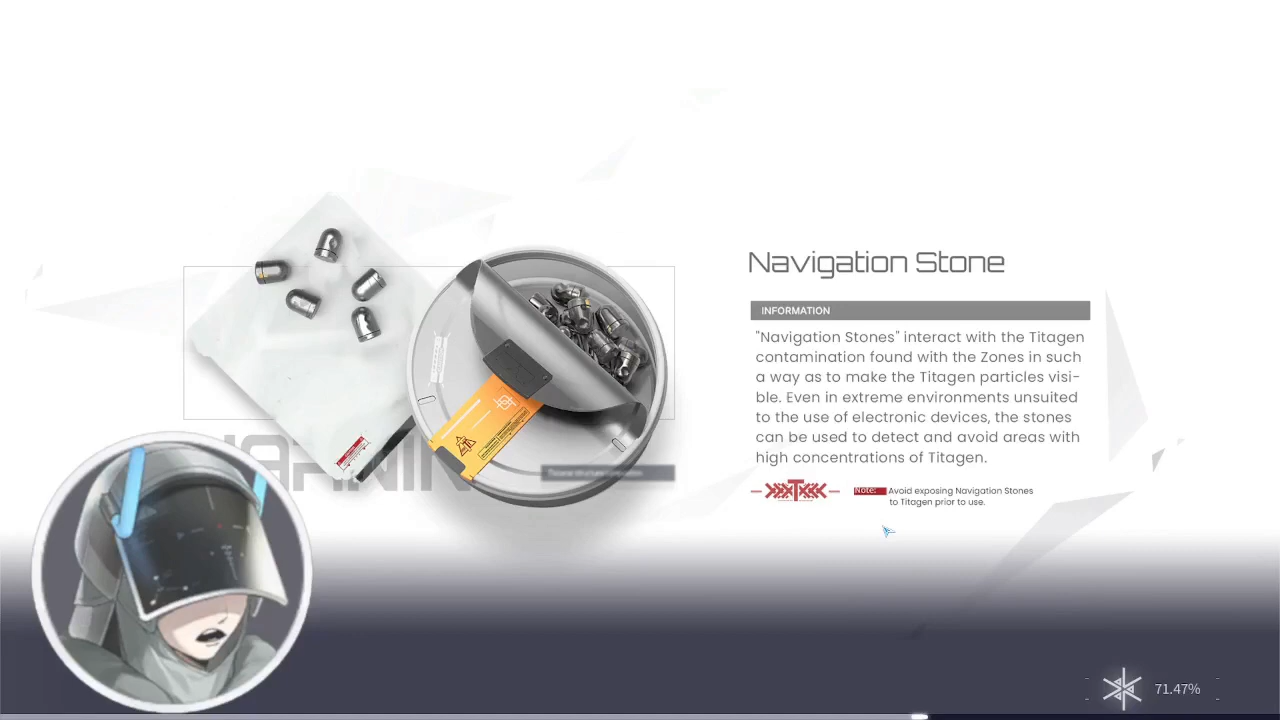 Navigation Stone
INFORMATION
"Navigation Stones" interact with the Titagen
contamination found with the Zones in such
a way as to make the Titagen particles visi-
ble. Even in extreme environments unsuited
to the use of electronic devices, the stones
can be used to detect and avoid areas with
high concentrations of Titagen.
Note: Avoid exposing Navigation Stones
to Titagen prior to use.
71.47%